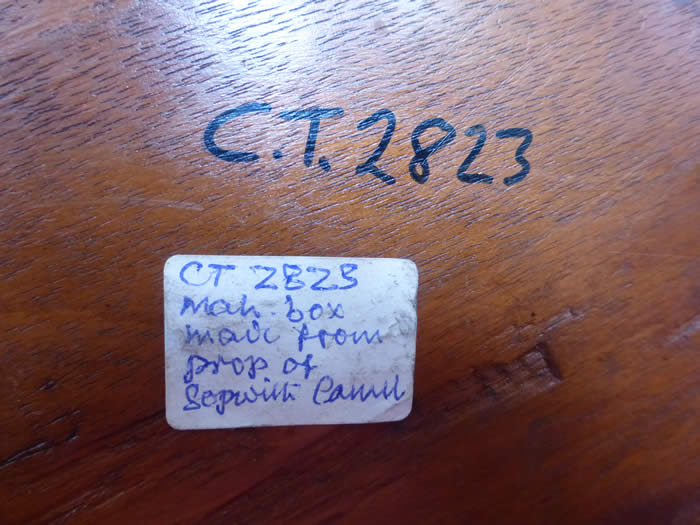 C.T. 2823
CT 2823
Mah. box
made from
prop of
Sopwith Camel